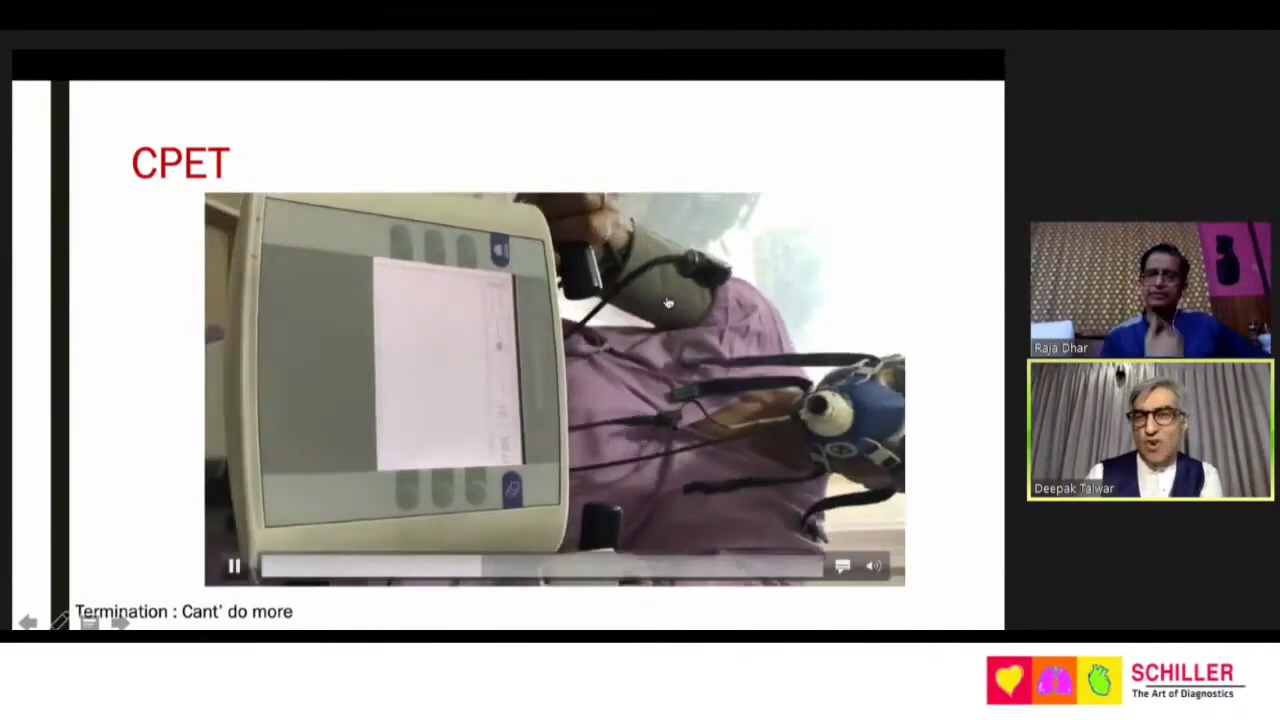 CPET
Termination : Cant' do more
Raja Dhar
Deepak Talwar
SCHILLER
The Art of Diagnostics